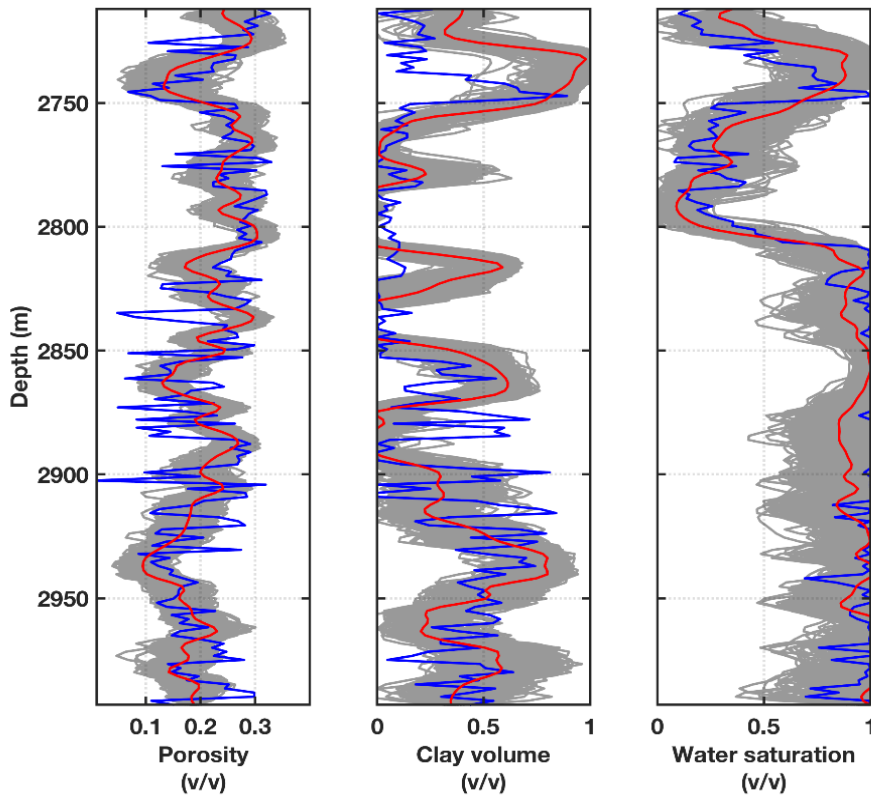 Depth (m)
2750
2800
2850
2900
2950
0.1 0.2 0.3
Porosity
(v/v)
0 0.5 1
Clay volume
(v/v)
0 0.5 1
Water saturation
(v/v)